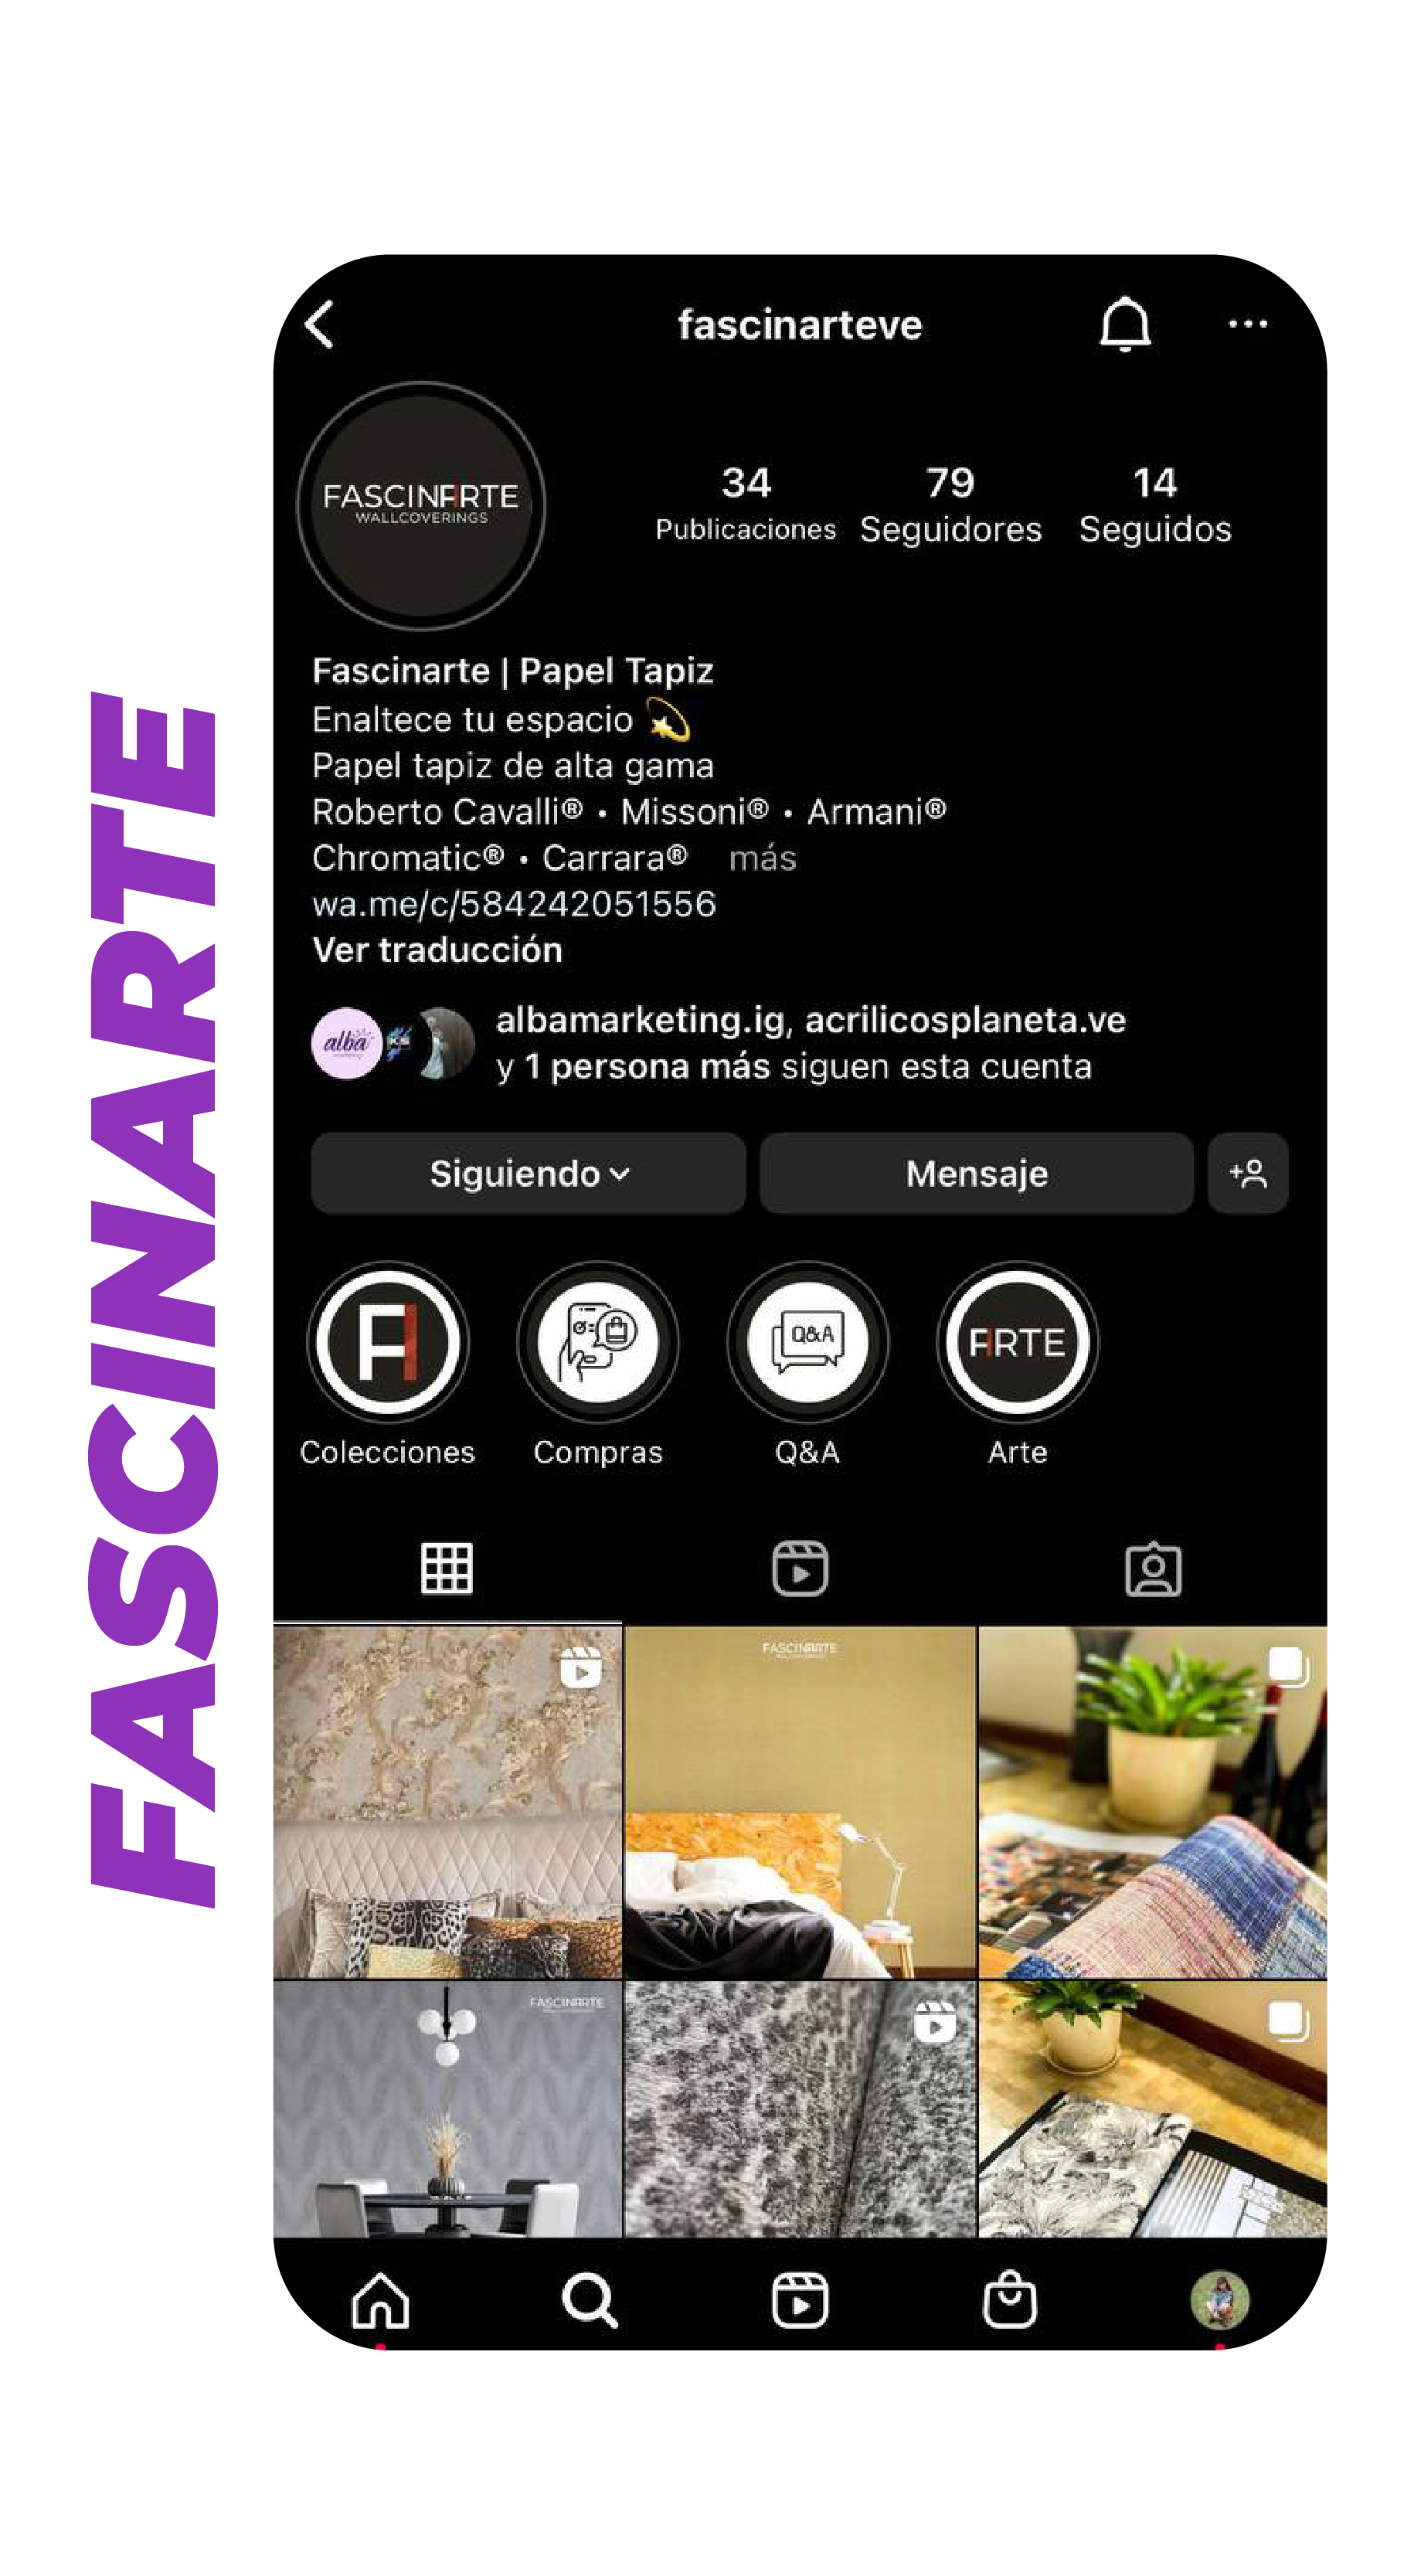 FASCINARTE
fascinarteve
FASCINARTE
WALLCOVERINGS
34 79 14
Publicaciones Seguidores Seguidos
Fascinarte | Papel Tapiz
Enaltece tu espacio 💫
Papel tapiz de alta gama
Roberto Cavalli® • Missoni® • Armani®
Chromatic® • Carrara® más
wa.me/c/584242051556
Ver traducción
alba
albamarketing.ig, acrilicosplaneta.ve
y 1 persona más siguen esta cuenta
Siguiendo Mensaje
Q&A
ARTE
Colecciones Compras Q&A Arte
FASCINARTE
FASCINARTE